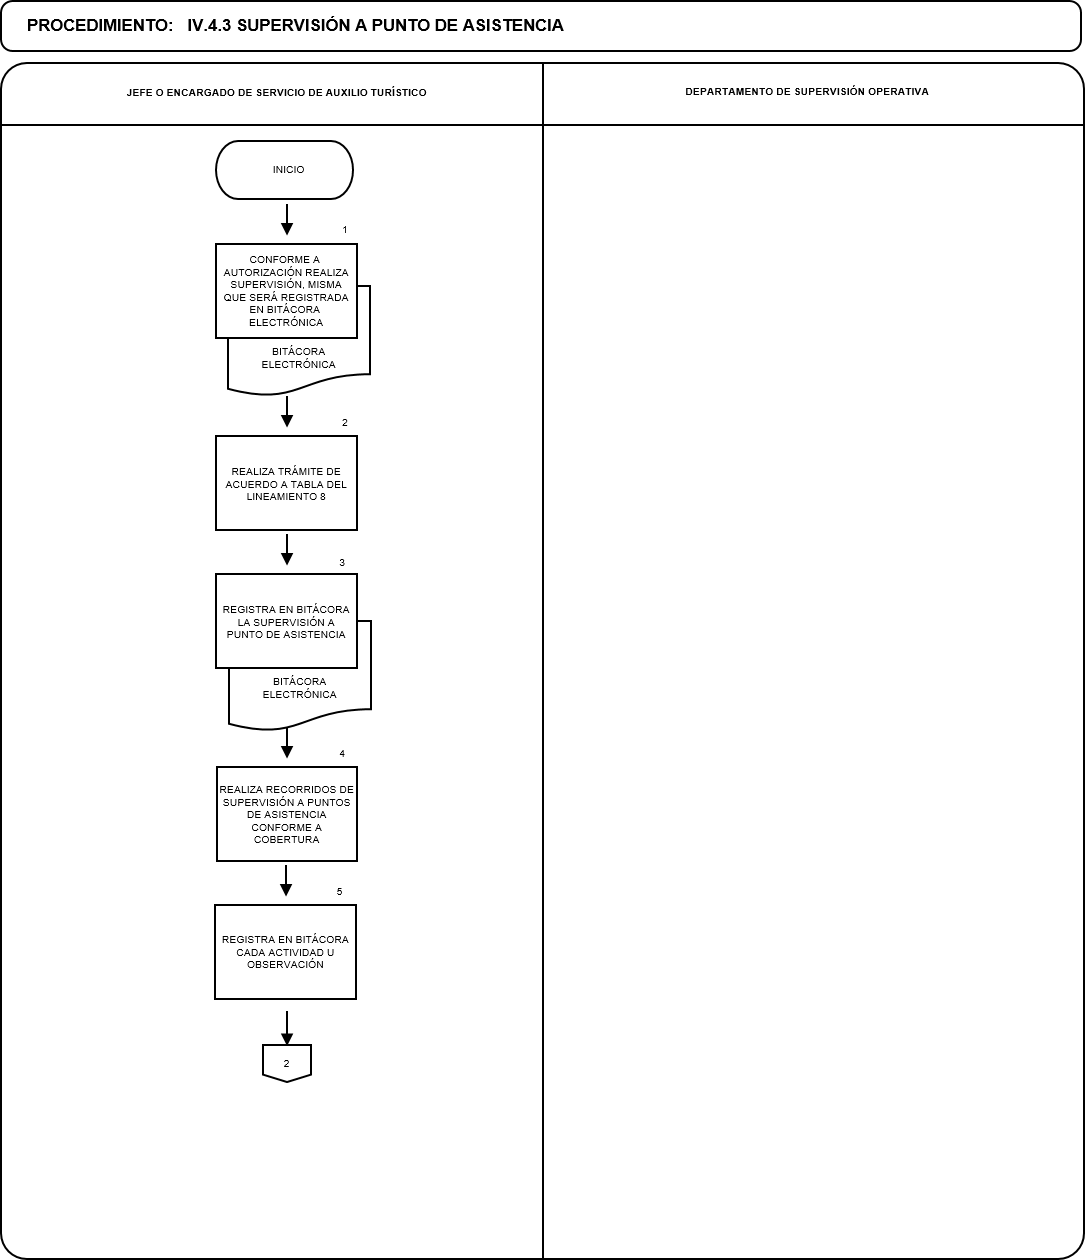 PROCEDIMIENTO: IV.4.3 SUPERVISIÓN A PUNTO DE ASISTENCIA
JEFE O ENCARGADO DE SERVICIO DE AUXILIO TURÍSTICO
DEPARTAMENTO DE SUPERVISIÓN OPERATIVA
INICIO
1
CONFORME A
AUTORIZACIÓN REALIZA
SUPERVISIÓN, MISMA
QUE SERÁ REGISTRADA
EN BITÁCORA
ELECTRÓNICA
BITÁCORA
ELECTRÓNICA
2
REALIZA TRÁMITE DE
ACUERDO A TABLA DEL
LINEAMIENTO 8
3
REGISTRA EN BITÁCORA
LA SUPERVISIÓN A
PUNTO DE ASISTENCIA
BITÁCORA
ELECTRÓNICA
4
REALIZA RECORRIDOS DE
SUPERVISIÓN A PUNTOS
DE ASISTENCIA
CONFORME A
COBERTURA
5
REGISTRA EN BITÁCORA
CADA ACTIVIDAD U
OBSERVACIÓN
2